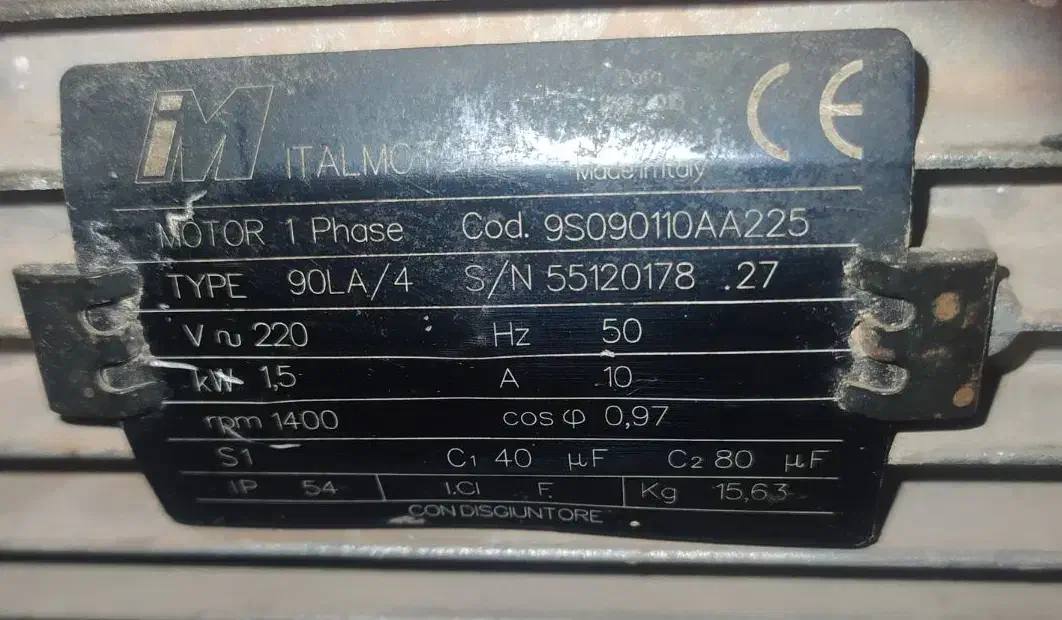 iM ITALMOTOR Made in Italy CE
MOTOR 1 Phase Cod. 9S090110AA225
TYPE 90LA/4 S/N 55120178 .27
V ~ 220 Hz 50
kW 1,5 A 10
rpm 1400 cos φ 0,97
S1 C1 40 µF C2 80 µF
IP 54 I.Cl F. Kg 15,63
CON DISGIUNTORE